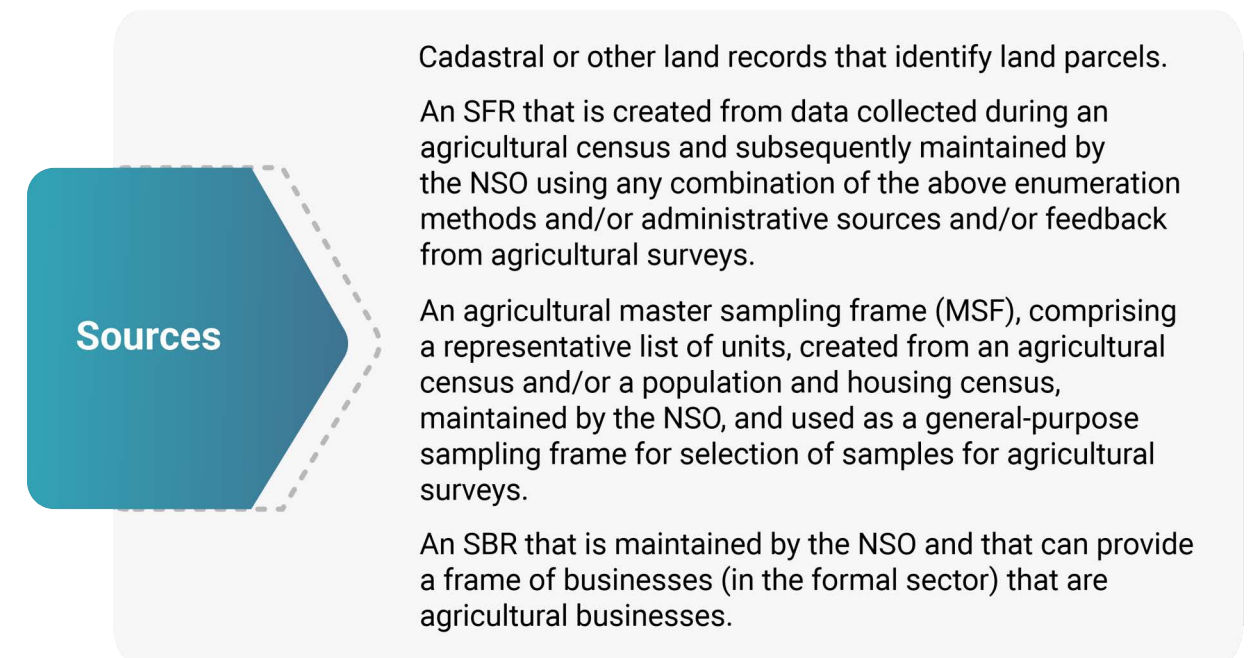 Sources
Cadastral or other land records that identify land parcels.
An SFR that is created from data collected during an
agricultural census and subsequently maintained by
the NSO using any combination of the above enumeration
methods and/or administrative sources and/or feedback
from agricultural surveys.
An agricultural master sampling frame (MSF), comprising
a representative list of units, created from an agricultural
census and/or a population and housing census,
maintained by the NSO, and used as a general-purpose
sampling frame for selection of samples for agricultural
surveys.
An SBR that is maintained by the NSO and that can provide
a frame of businesses (in the formal sector) that are
agricultural businesses.